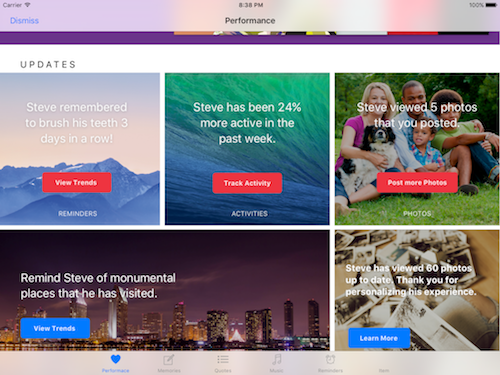 Carrier 8:38 PM 100%
Dismiss Performance
UPDATES
Steve remembered
to brush his teeth 3
days in a row!
View Trends
REMINDERS
Steve has been 24%
more active in the
past week.
Track Activity
ACTIVITIES
Steve viewed 5 photos
that you posted.
Post more Photos
PHOTOS
Remind Steve of monumental
places that he has visited.
View Trends
Steve has viewed 60 photos
up to date. Thank you for
personalizing his experience.
Learn More
Performace Memories Quotes Music Reminders Item